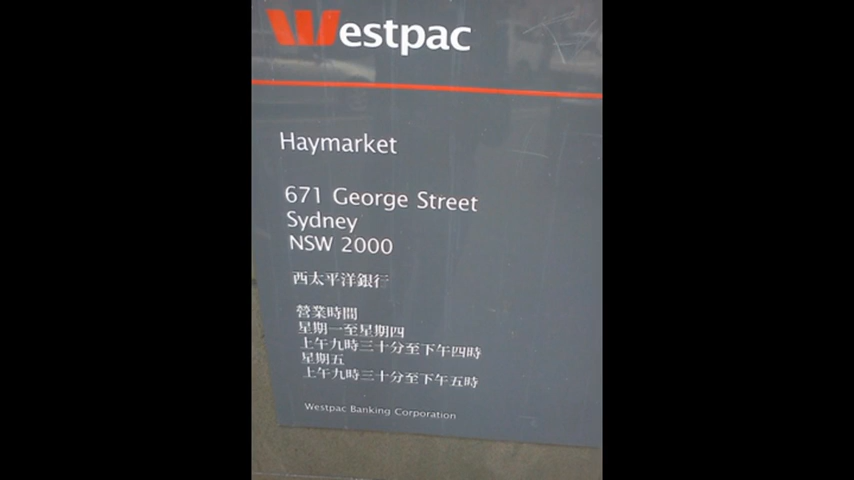 Westpac
Haymarket
671 George Street
Sydney
NSW 2000
西太平洋銀行
營業時間
星期一至星期四
上午九時三十分至下午四時
星期五
上午九時三十分至下午五時
Westpac Banking Corporation